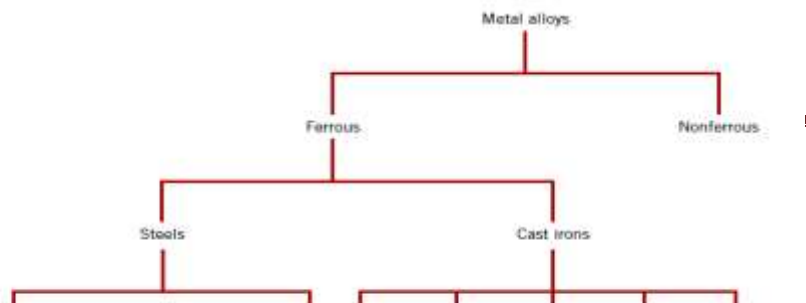 Metal alloys
Ferrous
Nonferrous
Steels
Cast irons